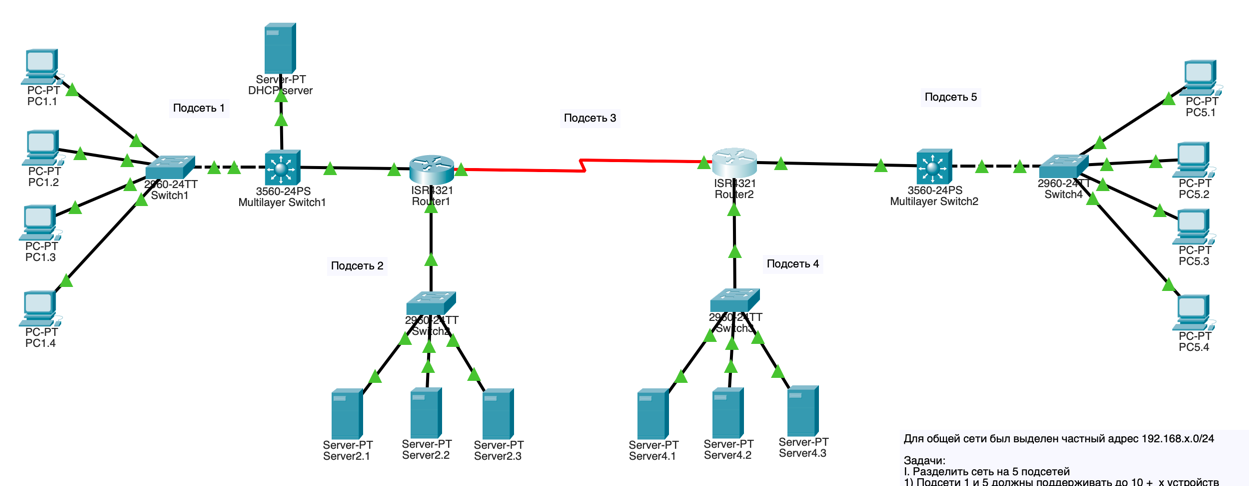 Server-PT
DHCP server
Подсеть 1
Подсеть 3
Подсеть 5
PC-PT
PC1.1
PC-PT
PC5.1
PC-PT
PC1.2
2960-24TT
Switch1
3560-24PS
Multilayer Switch1
ISR4321
Router1
ISR4321
Router2
3560-24PS
Multilayer Switch2
2960-24TT
Switch4
PC-PT
PC5.2
PC-PT
PC1.3
PC-PT
PC5.3
Подсеть 2
Подсеть 4
PC-PT
PC1.4
2960-24TT
Switch2
2960-24TT
Switch3
PC-PT
PC5.4
Server-PT
Server2.1
Server-PT
Server2.2
Server-PT
Server2.3
Server-PT
Server4.1
Server-PT
Server4.2
Server-PT
Server4.3
Для общей сети был выделен частный адрес 192.168.x.0/24
Задачи:
I. Разделить сеть на 5 подсетей
1) Подсети 1 и 5 должны поддерживать до 10 + x устройств